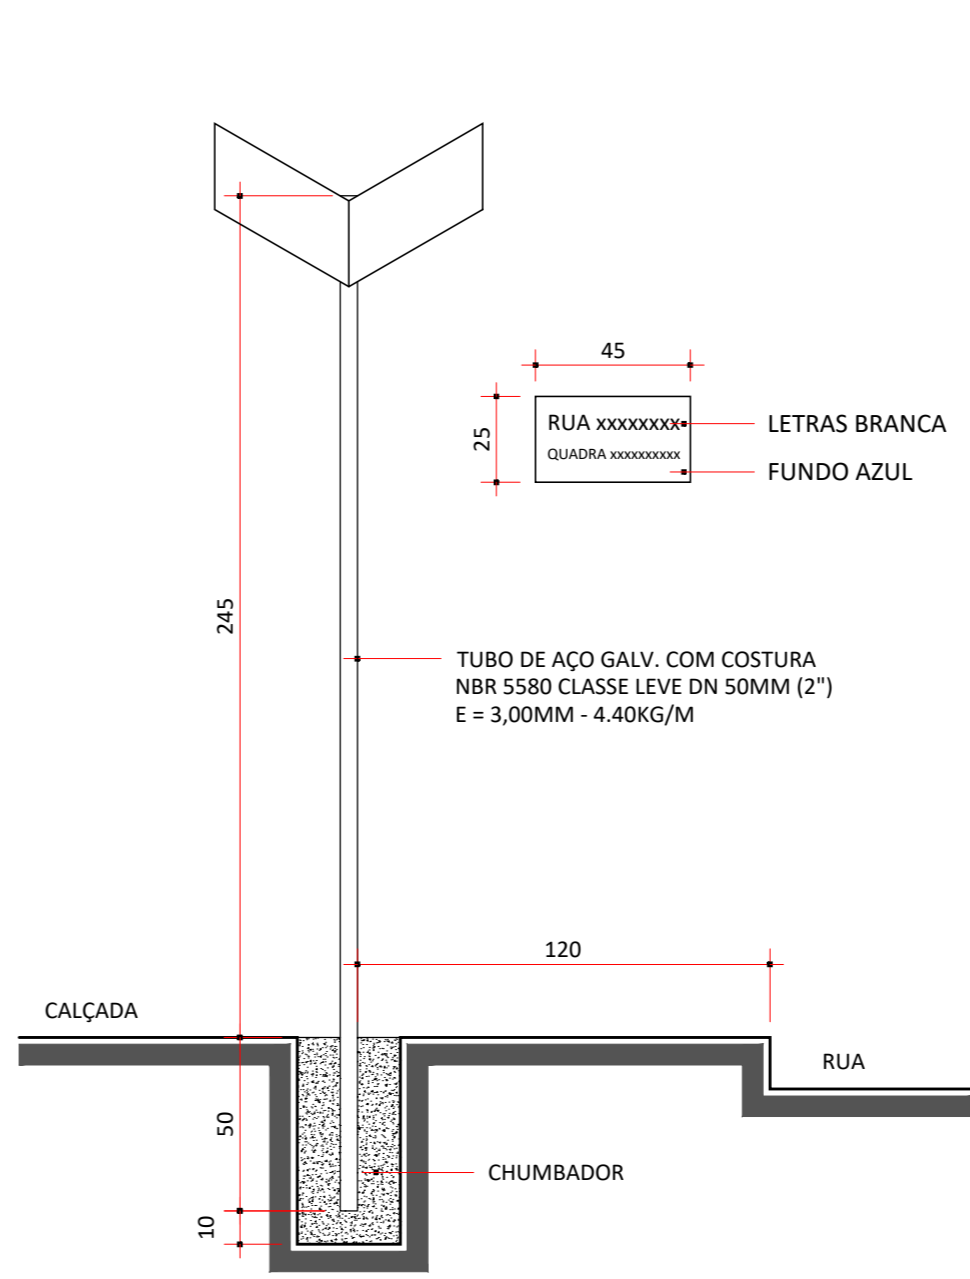 45
25
RUA xxxxxxxx
QUADRA xxxxxxxxxx
LETRAS BRANCA
FUNDO AZUL
245
TUBO DE AÇO GALV. COM COSTURA
NBR 5580 CLASSE LEVE DN 50MM (2")
E = 3,00MM - 4.40KG/M
120
CALÇADA
RUA
50
CHUMBADOR
10